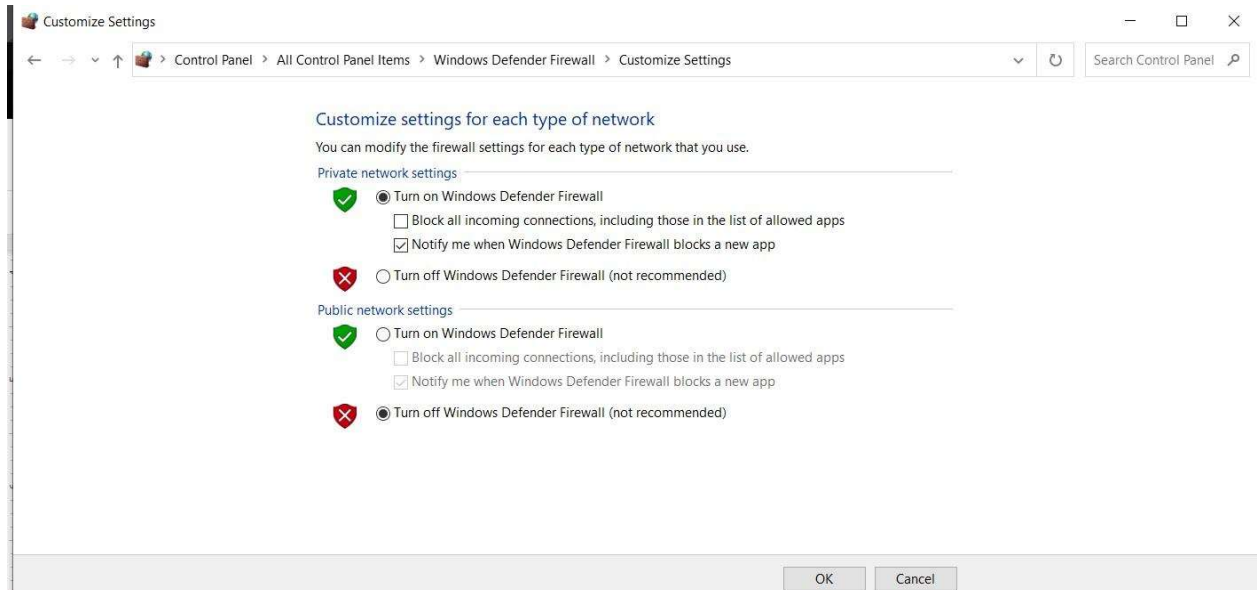 Customize Settings
Control Panel > All Control Panel Items > Windows Defender Firewall > Customize Settings
Search Control Panel
Customize settings for each type of network
You can modify the firewall settings for each type of network that you use.
Private network settings
Turn on Windows Defender Firewall
Block all incoming connections, including those in the list of allowed apps
Notify me when Windows Defender Firewall blocks a new app
Turn off Windows Defender Firewall (not recommended)
Public network settings
Turn on Windows Defender Firewall
Block all incoming connections, including those in the list of allowed apps
Notify me when Windows Defender Firewall blocks a new app
Turn off Windows Defender Firewall (not recommended)
OK Cancel